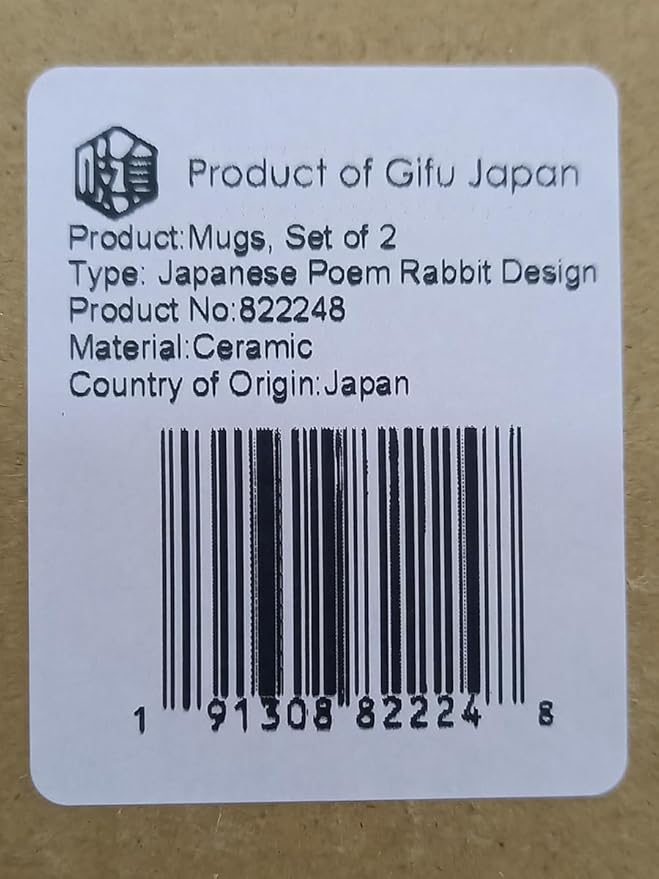 Product of Gifu Japan
Product:Mugs, Set of 2
Type: Japanese Poem Rabbit Design
Product No:822248
Material:Ceramic
Country of Origin:Japan
1 91308 82224 8